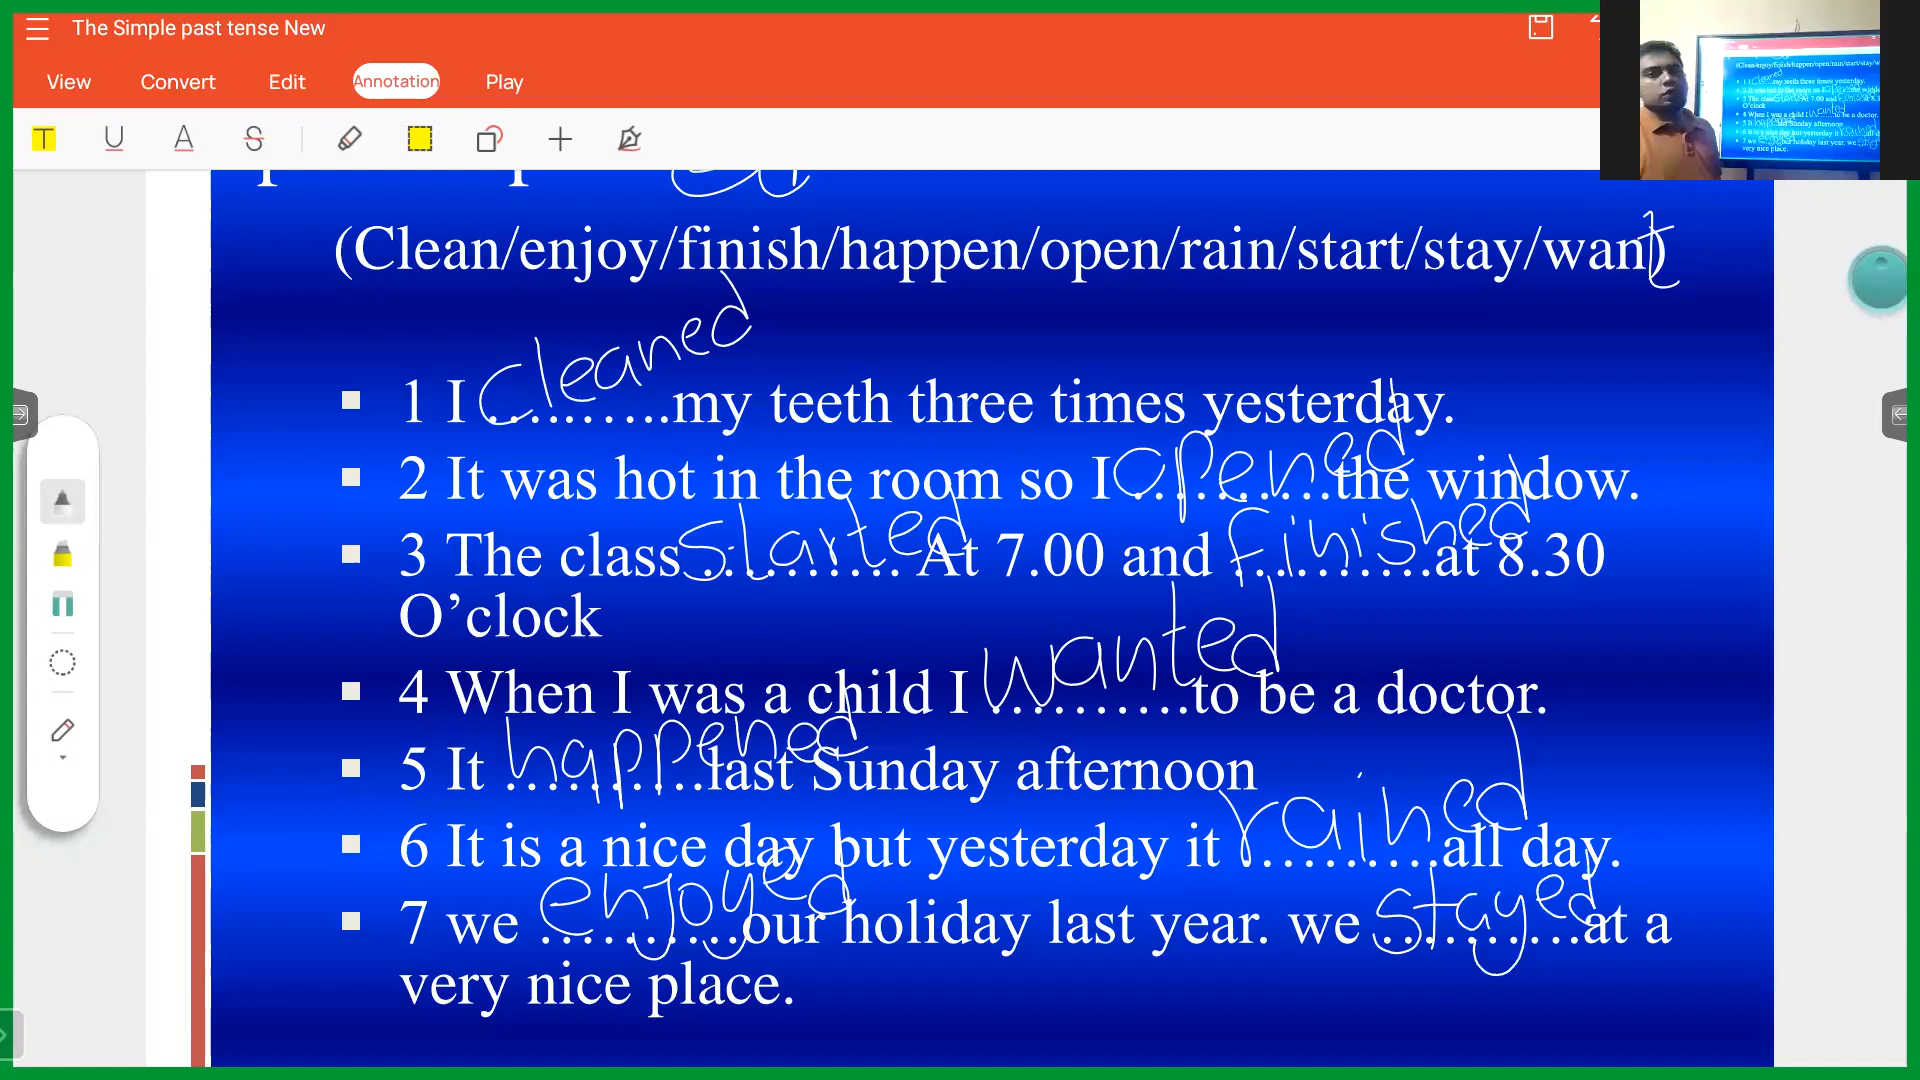 The Simple past tense New
View Convert Edit Annotation Play
(Clean/enjoy/finish/happen/open/rain/start/stay/want)
1 I cleaned ..........my teeth three times yesterday.
2 It was hot in the room so I opened ..........the window.
3 The class started .......... At 7.00 and finished ..........at 8.30
O’clock
4 When I was a child I wanted ..........to be a doctor.
5 It happened ..........last Sunday afternoon
6 It is a nice day but yesterday it rained ..........all day.
7 we enjoyed ..........our holiday last year. we stayed ..........at a
very nice place.